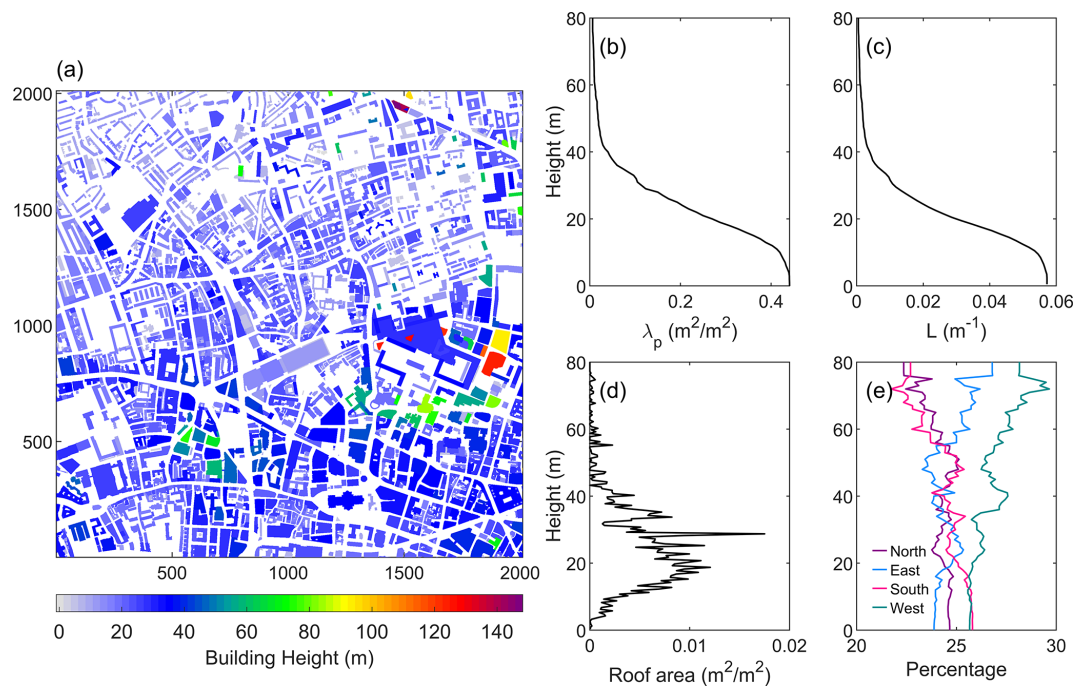 (a)
2000
1500
1000
500
500 1000 1500 2000
0 20 40 60 80 100 120 140
Building Height (m)
(b)
80
60
40
20
0
Height (m)
0 0.2 0.4
λp (m²/m²)
(c)
80
60
40
20
0
0 0.02 0.04 0.06
L (m⁻¹)
(d)
80
60
40
20
0
Height (m)
0 0.01 0.02
Roof area (m²/m²)
(e)
80
60
40
20
0
North
East
South
West
20 25 30
Percentage